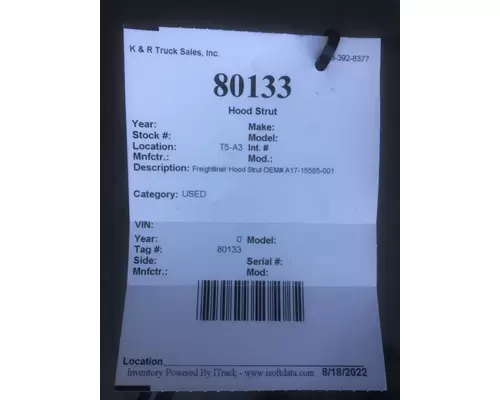 K & R Truck Sales, Inc. -392-8377
80133
Hood Strut
Year: Make:
Stock #: Model:
Location: T5-A3 Int. #
Mnfctr.: Mod.:
Description: Freightliner Hood Strut OEM# A17-15585-001
Category: USED
VIN:
Year: 0 Model:
Tag #: 80133
Side: Serial #:
Mnfctr.: Mod:
Location
Inventory Powered By ITrack - www.isoftdata.com 8/18/2022